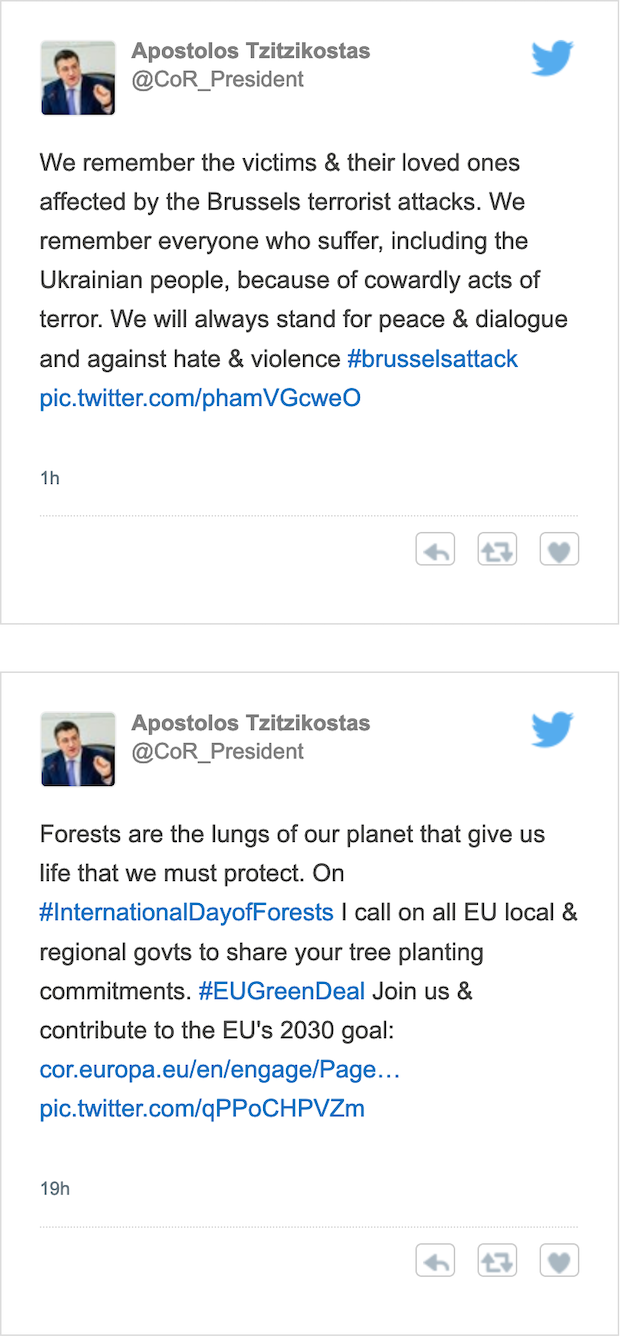 Apostolos Tzitzikostas
@CoR_President
We remember the victims & their loved ones
affected by the Brussels terrorist attacks. We
remember everyone who suffer, including the
Ukrainian people, because of cowardly acts of
terror. We will always stand for peace & dialogue
and against hate & violence #brusselsattack
pic.twitter.com/phamVGcweO
1h
Apostolos Tzitzikostas
@CoR_President
Forests are the lungs of our planet that give us
life that we must protect. On
#InternationalDayofForests I call on all EU local &
regional govts to share your tree planting
commitments. #EUGreenDeal Join us &
contribute to the EU's 2030 goal:
cor.europa.eu/en/engage/Page…
pic.twitter.com/qPPoCHPVZm
19h